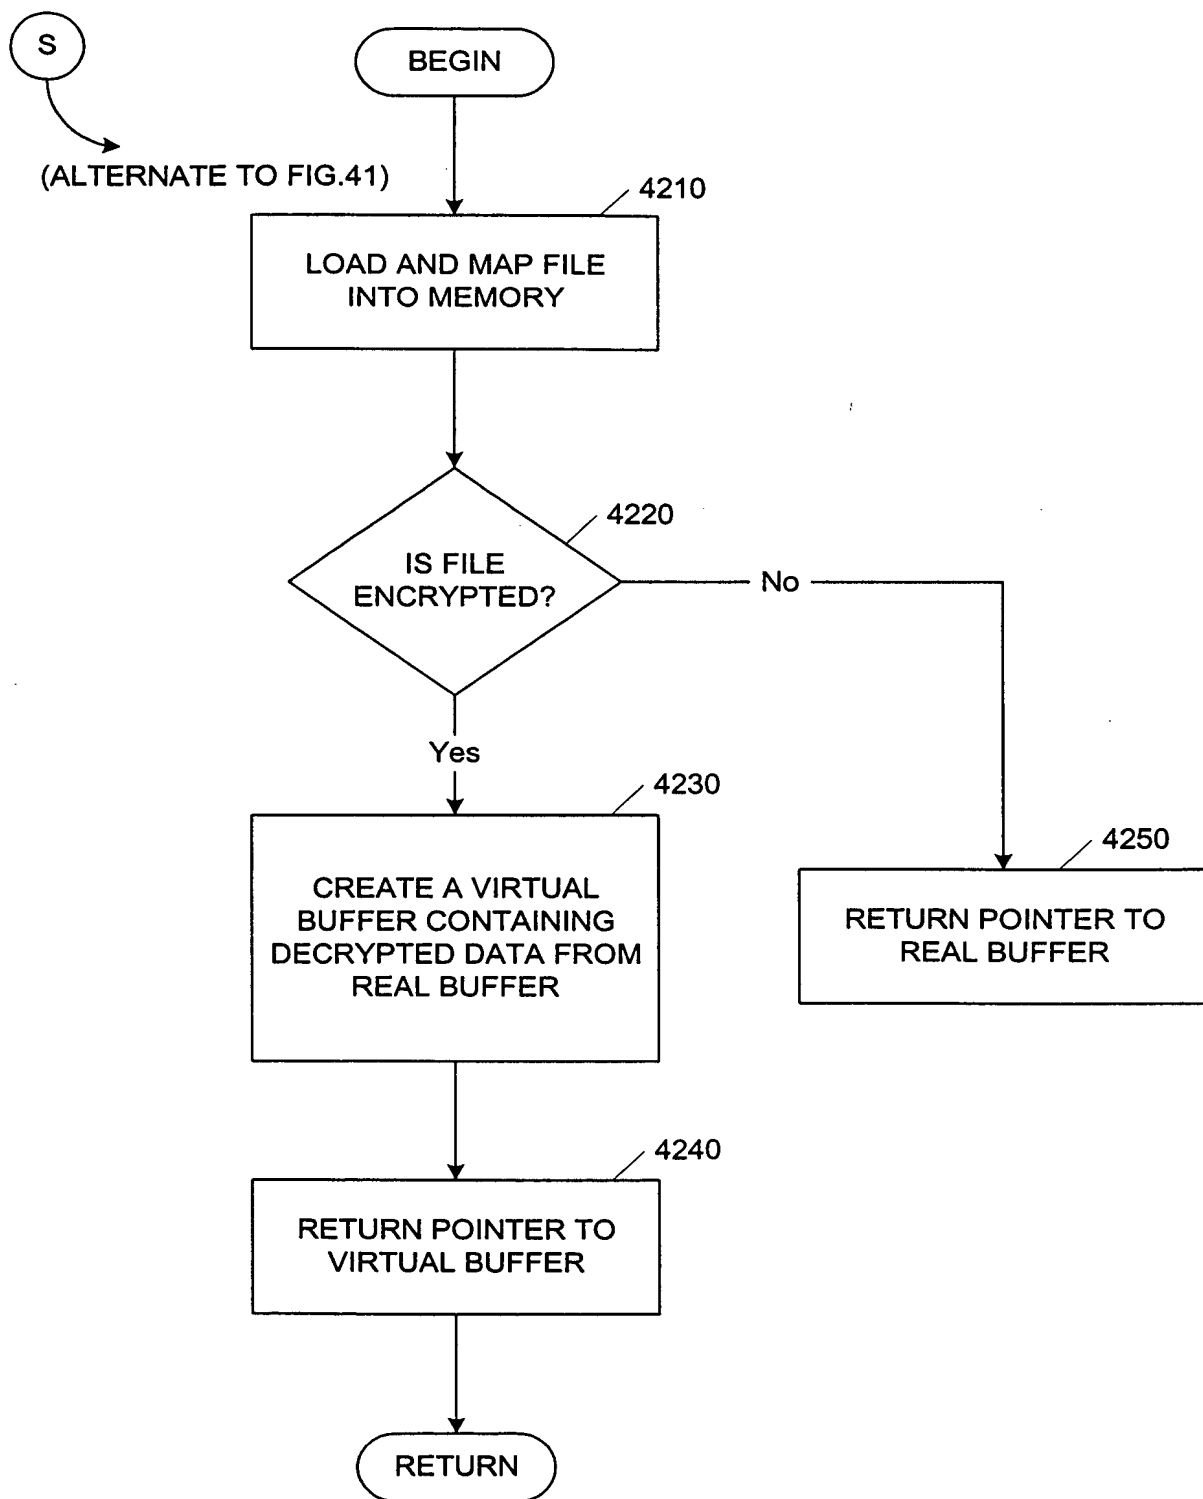 S
BEGIN
(ALTERNATE TO FIG.41)
4210
LOAD AND MAP FILE
INTO MEMORY
4220
IS FILE
ENCRYPTED?
No
Yes
4230
CREATE A VIRTUAL
BUFFER CONTAINING
DECRYPTED DATA FROM
REAL BUFFER
4250
RETURN POINTER TO
REAL BUFFER
4240
RETURN POINTER TO
VIRTUAL BUFFER
RETURN